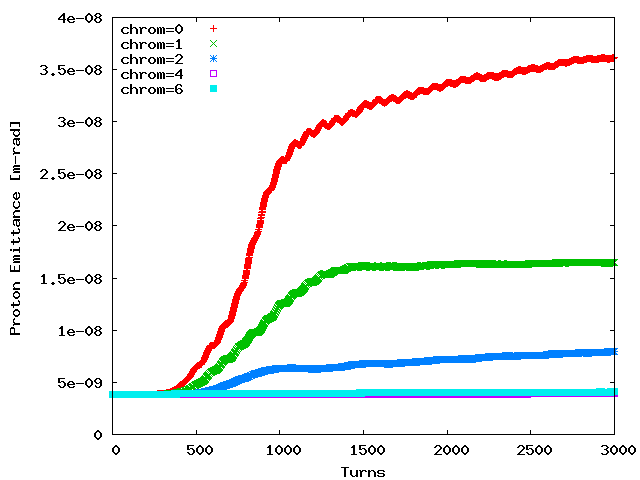 4e-08
3.5e-08
3e-08
2.5e-08
2e-08
1.5e-08
1e-08
5e-09
0
Proton Emittance [m-rad]
chrom=0
chrom=1
chrom=2
chrom=4
chrom=6
0 500 1000 1500 2000 2500 3000
Turns